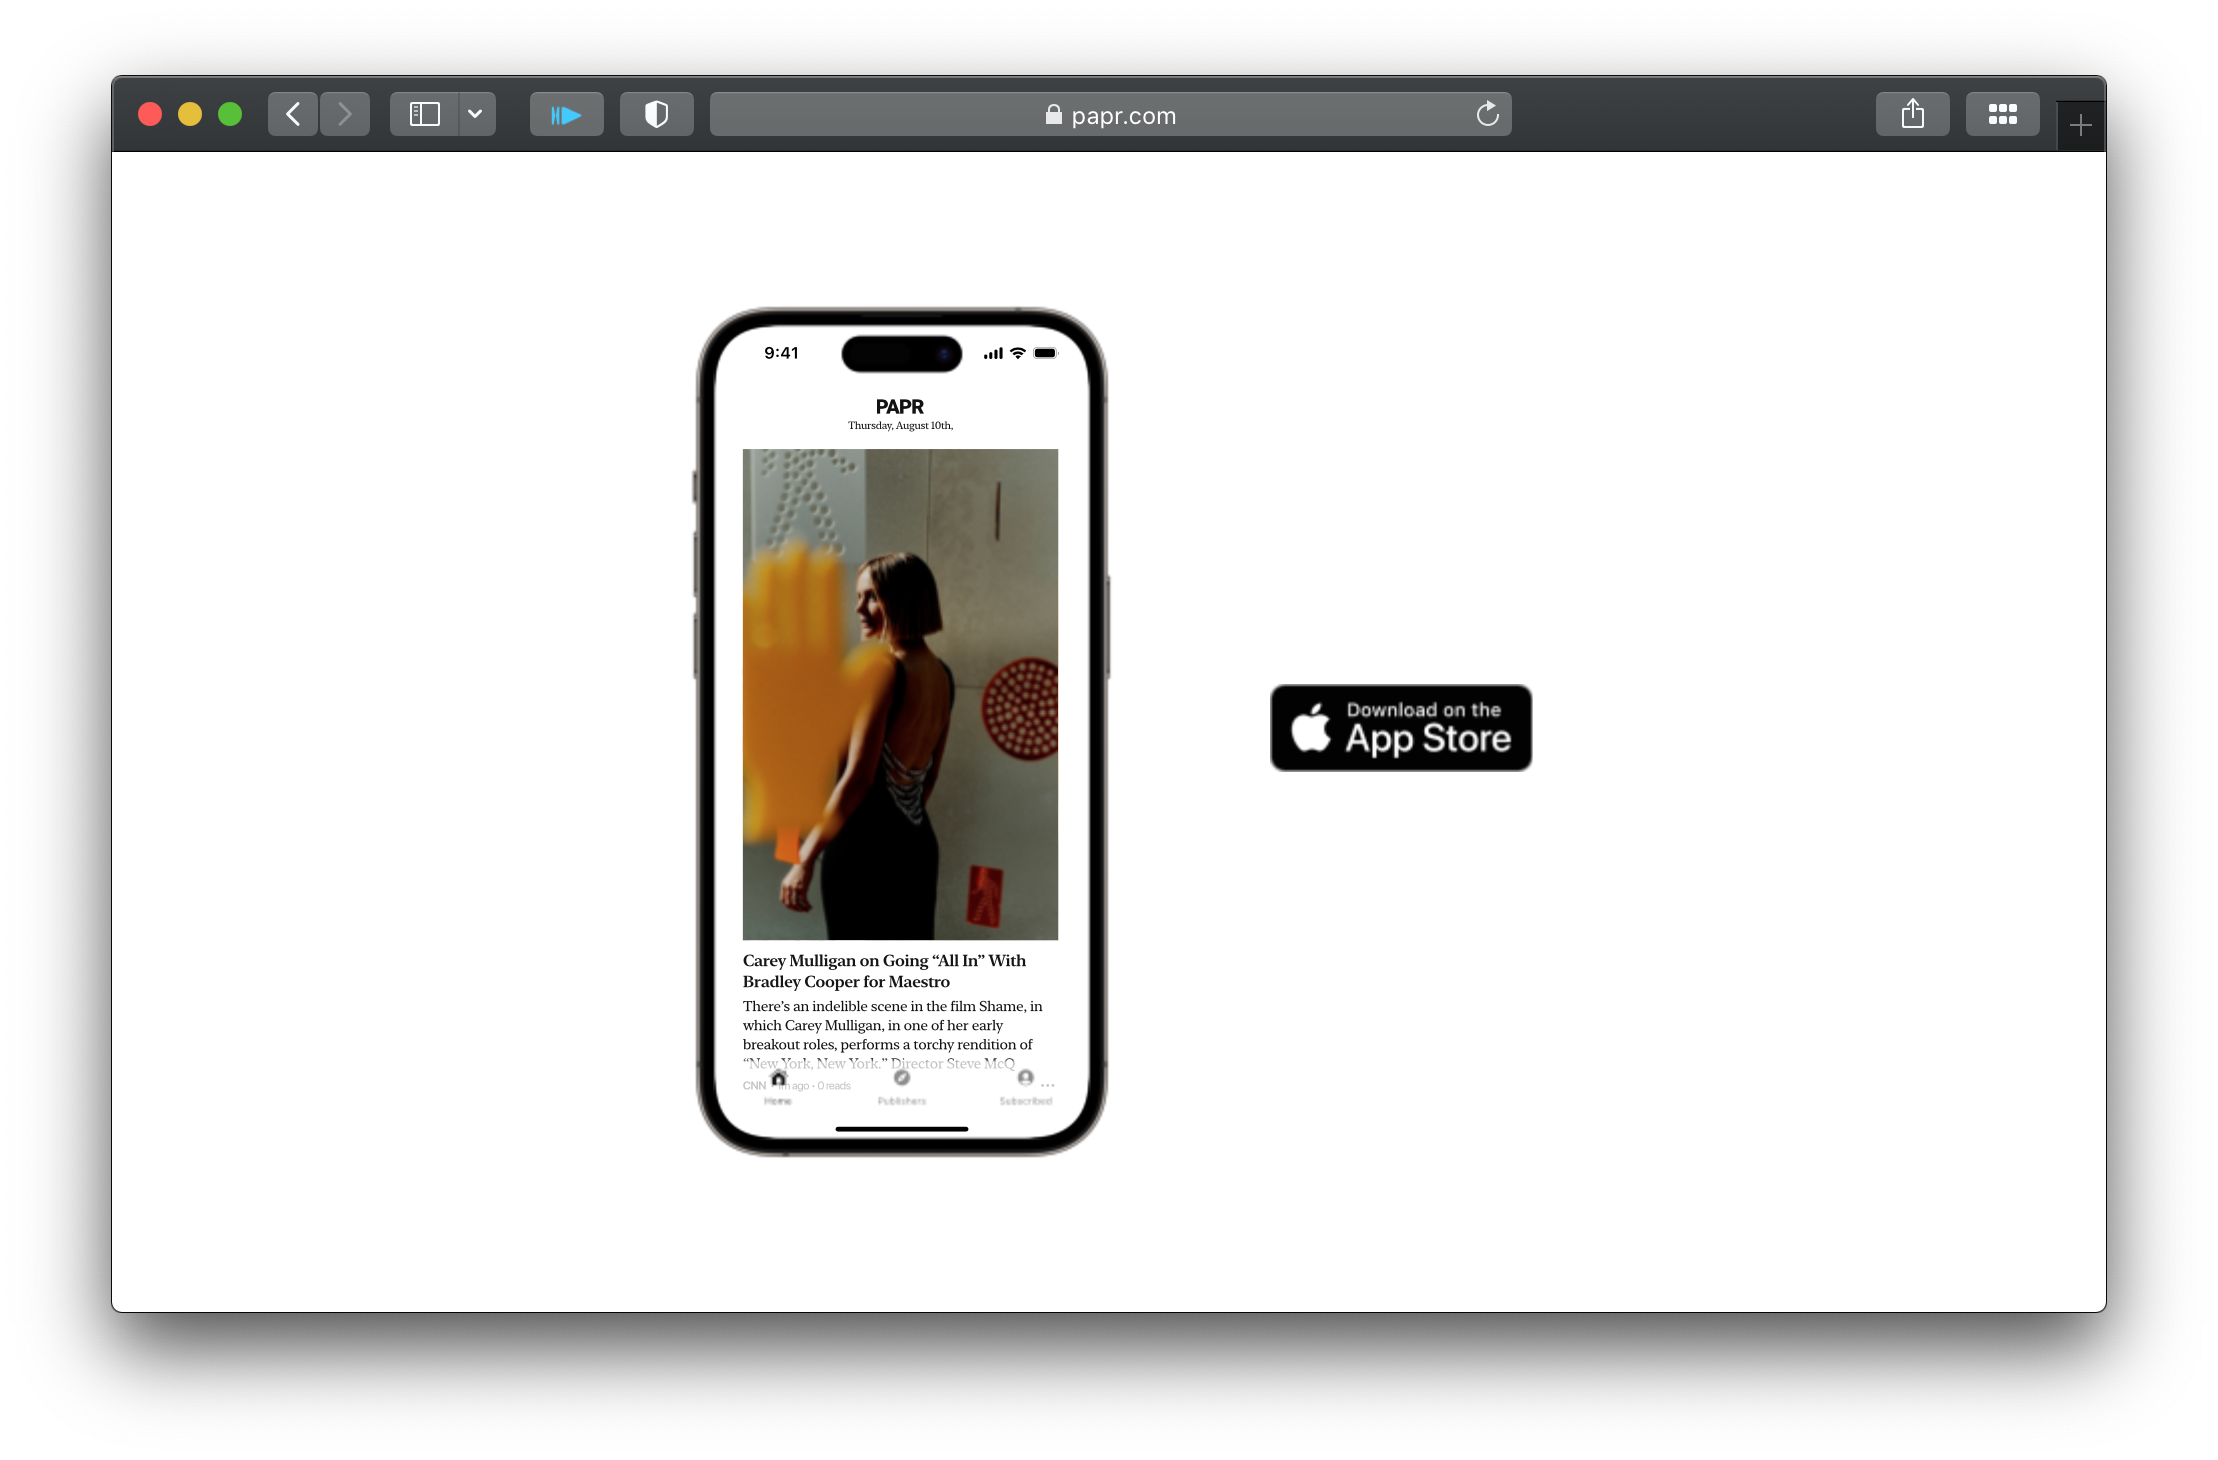 papr.com
9:41
PAPR
Thursday, August 10th,
Carey Mulligan on Going “All In” With
Bradley Cooper for Maestro
There’s an indelible scene in the film Shame, in
which Carey Mulligan, in one of her early
breakout roles, performs a torchy rendition of
“New York, New York.” Director Steve McQ
CNN • 1m ago • 0 reads
Home
Publishers
Subscribed
Download on the
App Store